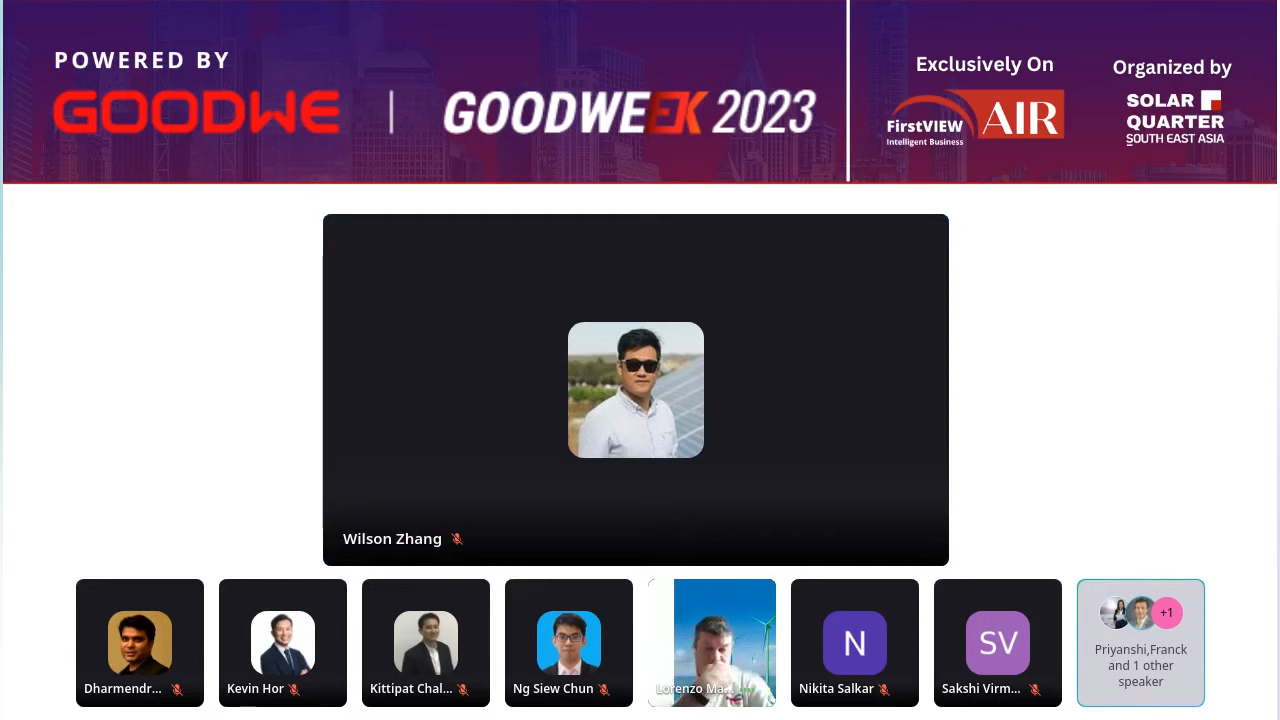 POWERED BY
GOODWE
GOODWEEK 2023
Exclusively On
FirstVIEW
Intelligent Business
AIR
Organized by
SOLAR
QUARTER
SOUTH EAST ASIA
Wilson Zhang
Dharmendr...
Kevin Hor
Kittipat Chal...
Ng Siew Chun
Lorenzo Ma...
N
Nikita Salkar
SV
Sakshi Virm...
+1
Priyanshi,Franck
and 1 other
speaker